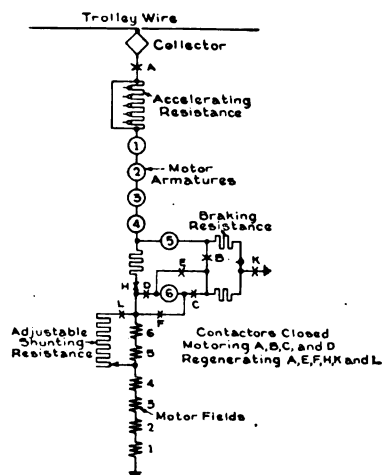 Trolley Wire
Collector
A
Accelerating
Resistance
1
2
Motor
Armatures
3
4
Braking
Resistance
5
B
K
E
H
D
6
C
L
F
Adjustable
Shunting
Resistance
6
5
4
3
2
1
Motor Fields
Contactors Closed
Motoring A,B,C, and D
Regenerating A,E,F,H,K and L